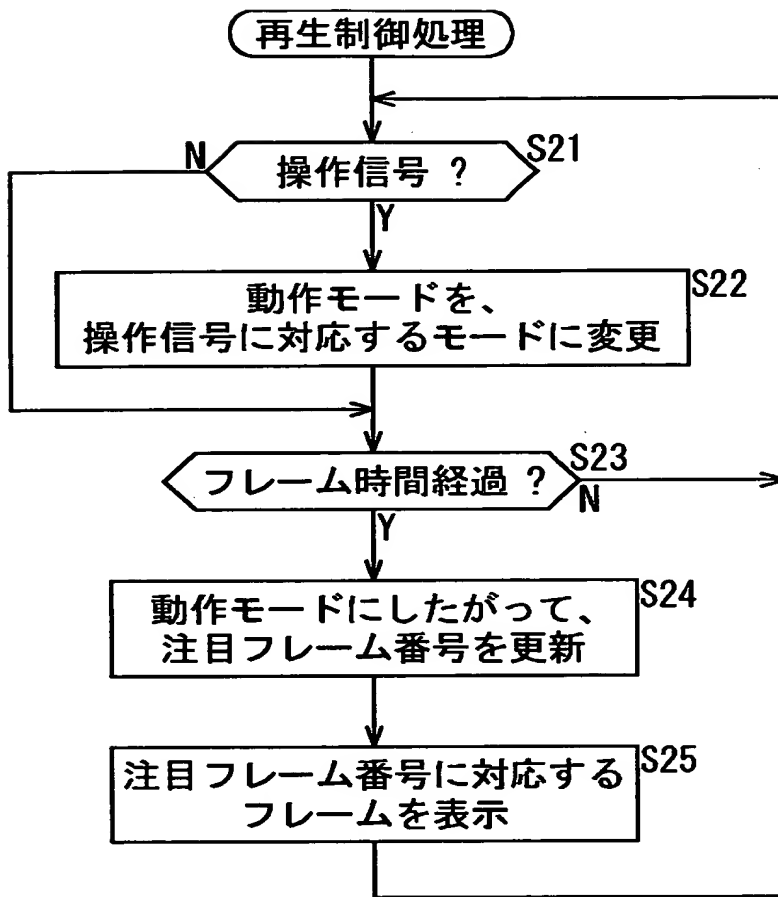 再生制御処理
N
操作信号 ?
S21
Y
S22
動作モードを、
操作信号に対応するモードに変更
S23
フレーム時間経過 ?
N
Y
S24
動作モードにしたがって、
注目フレーム番号を更新
S25
注目フレーム番号に対応する
フレームを表示